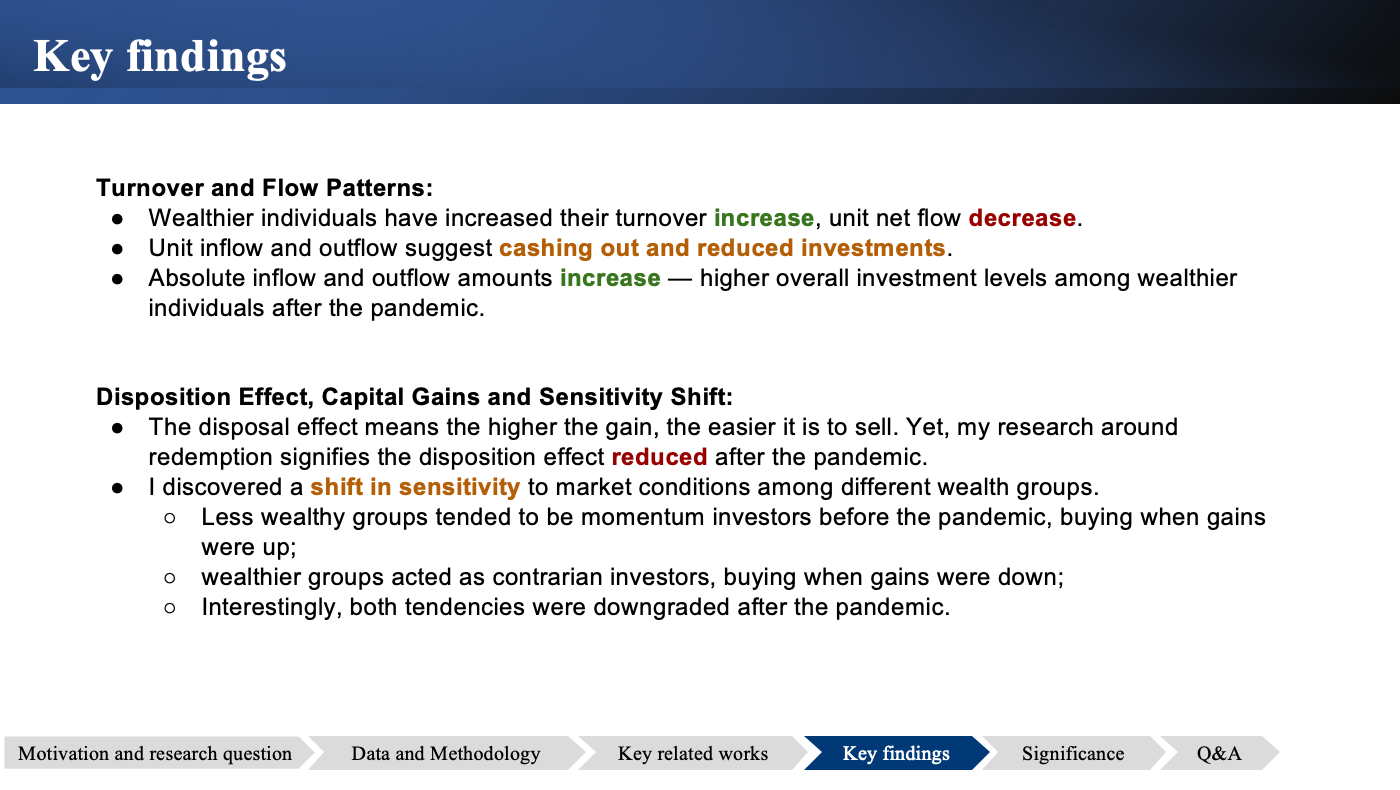 Key findings
Turnover and Flow Patterns:
● Wealthier individuals have increased their turnover increase, unit net flow decrease.
● Unit inflow and outflow suggest cashing out and reduced investments.
● Absolute inflow and outflow amounts increase — higher overall investment levels among wealthier
individuals after the pandemic.
Disposition Effect, Capital Gains and Sensitivity Shift:
● The disposal effect means the higher the gain, the easier it is to sell. Yet, my research around
redemption signifies the disposition effect reduced after the pandemic.
● I discovered a shift in sensitivity to market conditions among different wealth groups.
○ Less wealthy groups tended to be momentum investors before the pandemic, buying when gains
were up;
○ wealthier groups acted as contrarian investors, buying when gains were down;
○ Interestingly, both tendencies were downgraded after the pandemic.
Motivation and research question
Data and Methodology
Key related works
Key findings
Significance
Q&A